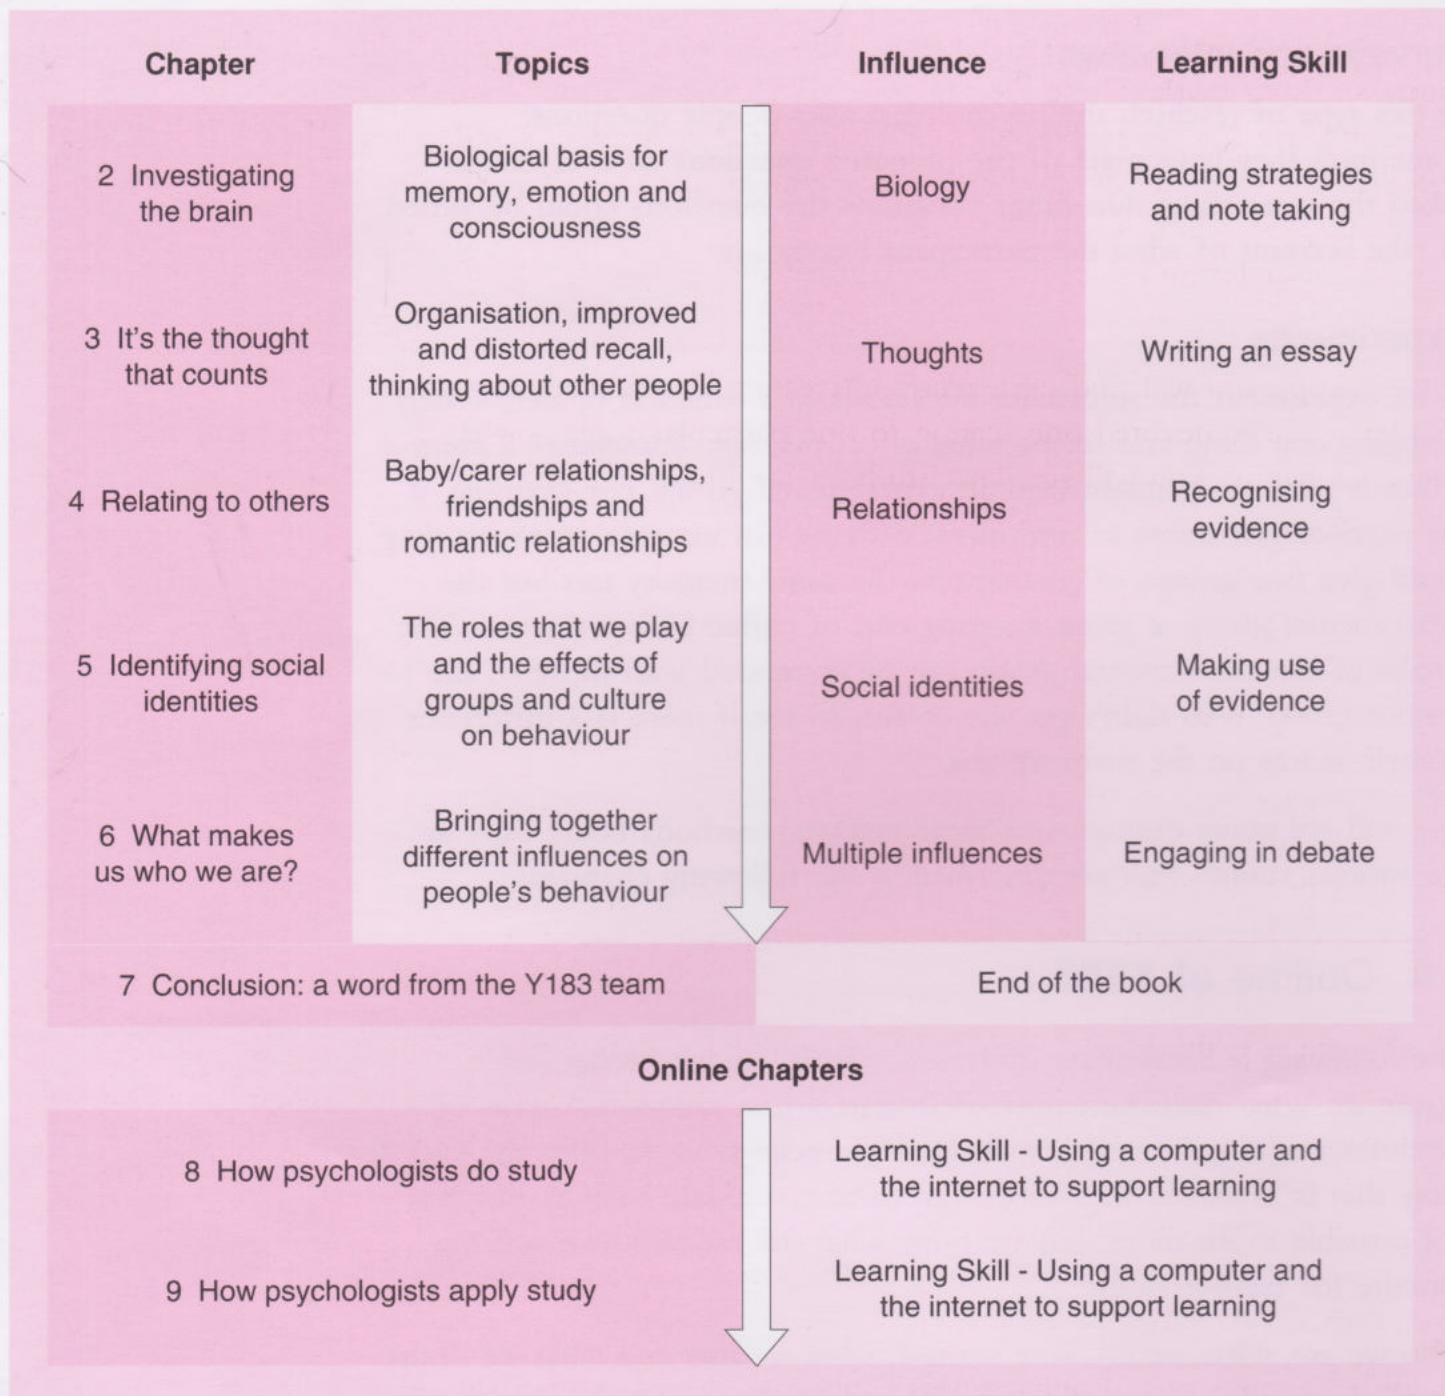 Chapter Topics Influence Learning Skill
2 Investigating
the brain
Biological basis for
memory, emotion and
consciousness
Biology
Reading strategies
and note taking
3 It's the thought
that counts
Organisation, improved
and distorted recall,
thinking about other people
Thoughts
Writing an essay
4 Relating to others
Baby/carer relationships,
friendships and
romantic relationships
Relationships
Recognising
evidence
5 Identifying social
identities
The roles that we play
and the effects of
groups and culture
on behaviour
Social identities
Making use
of evidence
6 What makes
us who we are?
Bringing together
different influences on
people's behaviour
Multiple influences
Engaging in debate
7 Conclusion: a word from the Y183 team
End of the book
Online Chapters
8 How psychologists do study
Learning Skill - Using a computer and
the internet to support learning
9 How psychologists apply study
Learning Skill - Using a computer and
the internet to support learning